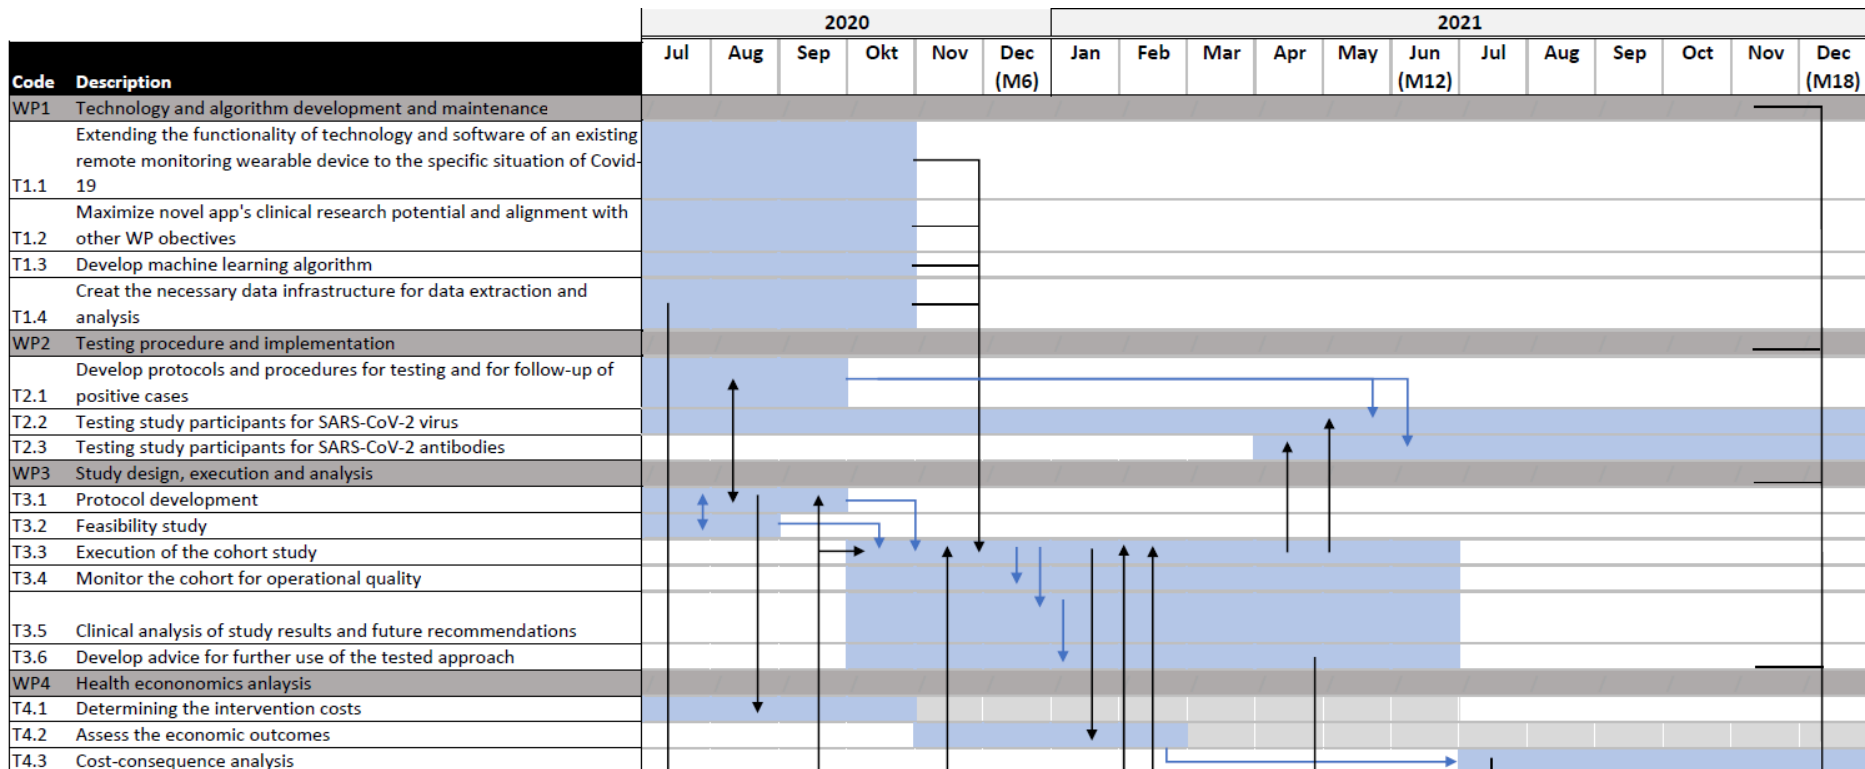 2020 2021
Jul Aug Sep Okt Nov Dec Jan Feb Mar Apr May Jun Jul Aug Sep Oct Nov Dec
(M6) (M12) (M18)
Code Description
WP1 Technology and algorithm development and maintenance
Extending the functionality of technology and software of an existing
remote monitoring wearable device to the specific situation of Covid-
T1.1 19
Maximize novel app's clinical research potential and alignment with
T1.2 other WP obectives
T1.3 Develop machine learning algorithm
Creat the necessary data infrastructure for data extraction and
T1.4 analysis
WP2 Testing procedure and implementation
Develop protocols and procedures for testing and for follow-up of
T2.1 positive cases
T2.2 Testing study participants for SARS-CoV-2 virus
T2.3 Testing study participants for SARS-CoV-2 antibodies
WP3 Study design, execution and analysis
T3.1 Protocol development
T3.2 Feasibility study
T3.3 Execution of the cohort study
T3.4 Monitor the cohort for operational quality
T3.5 Clinical analysis of study results and future recommendations
T3.6 Develop advice for further use of the tested approach
WP4 Health econonomics anlaysis
T4.1 Determining the intervention costs
T4.2 Assess the economic outcomes
T4.3 Cost-consequence analysis